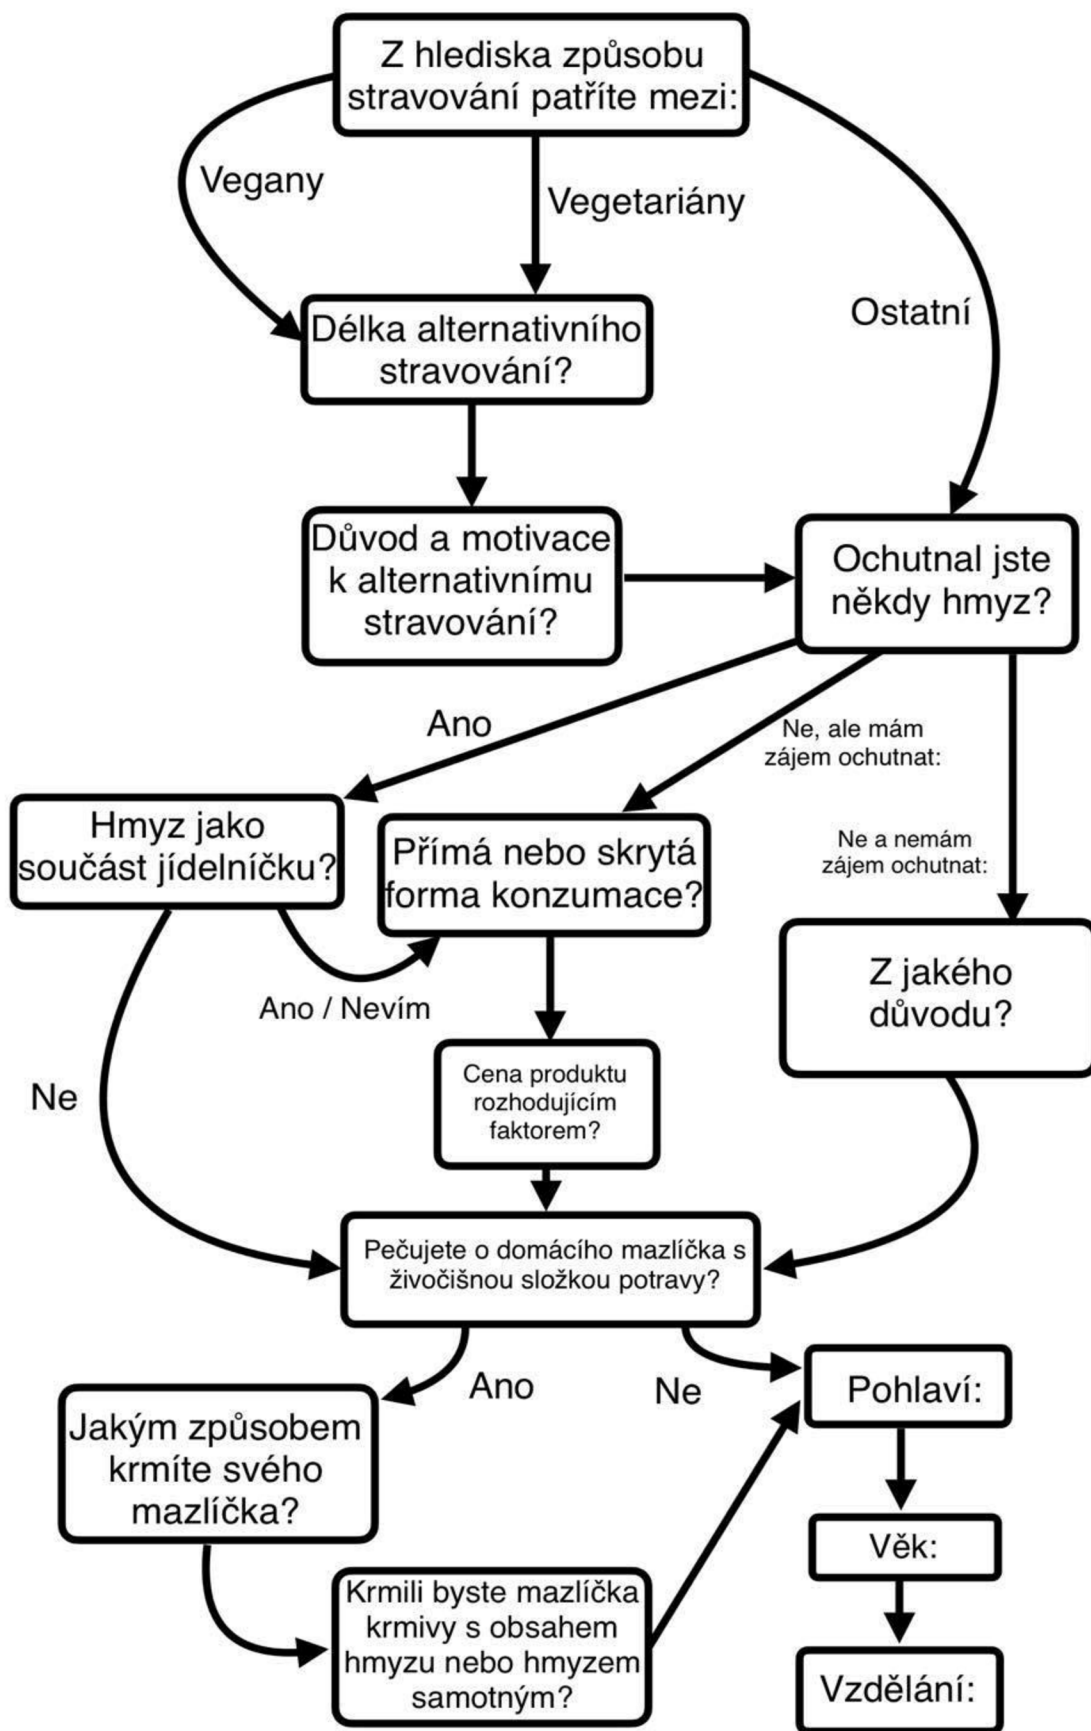 Z hlediska způsobu
stravování patříte mezi:
Vegany
Vegetariány
Ostatní
Délka alternativního
stravování?
Důvod a motivace
k alternativnímu
stravování?
Ochutnal jste
někdy hmyz?
Ano
Ne, ale mám
zájem ochutnat:
Ne a nemám
zájem ochutnat:
Hmyz jako
součást jídelníčku?
Přímá nebo skrytá
forma konzumace?
Z jakého
důvodu?
Ano / Nevím
Ne
Cena produktu
rozhodujícím
faktorem?
Pečujete o domácího mazlíčka s
živočišnou složkou potravy?
Ano
Ne
Jakým způsobem
krmíte svého
mazlíčka?
Krmili byste mazlíčka
krmivy s obsahem
hmyzu nebo hmyzem
samotným?
Pohlaví:
Věk:
Vzdělání: